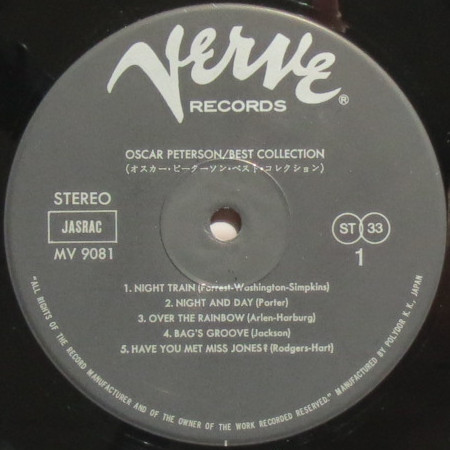 Verve
RECORDS ®
OSCAR PETERSON/BEST COLLECTION
(オスカー・ピーターソン・ベスト・コレクション)
STEREO
JASRAC
MV 9081
ST 33
1
1. NIGHT TRAIN (Forrest-Washington-Simpkins)
2. NIGHT AND DAY (Porter)
3. OVER THE RAINBOW (Arlen-Harburg)
4. BAG'S GROOVE (Jackson)
5. HAVE YOU MET MISS JONES? (Rodgers-Hart)
"ALL RIGHTS OF THE RECORD MANUFACTURER AND OF THE OWNER OF THE WORK RECORDED RESERVED." MANUFACTURED BY POLYDOR K. K., JAPAN